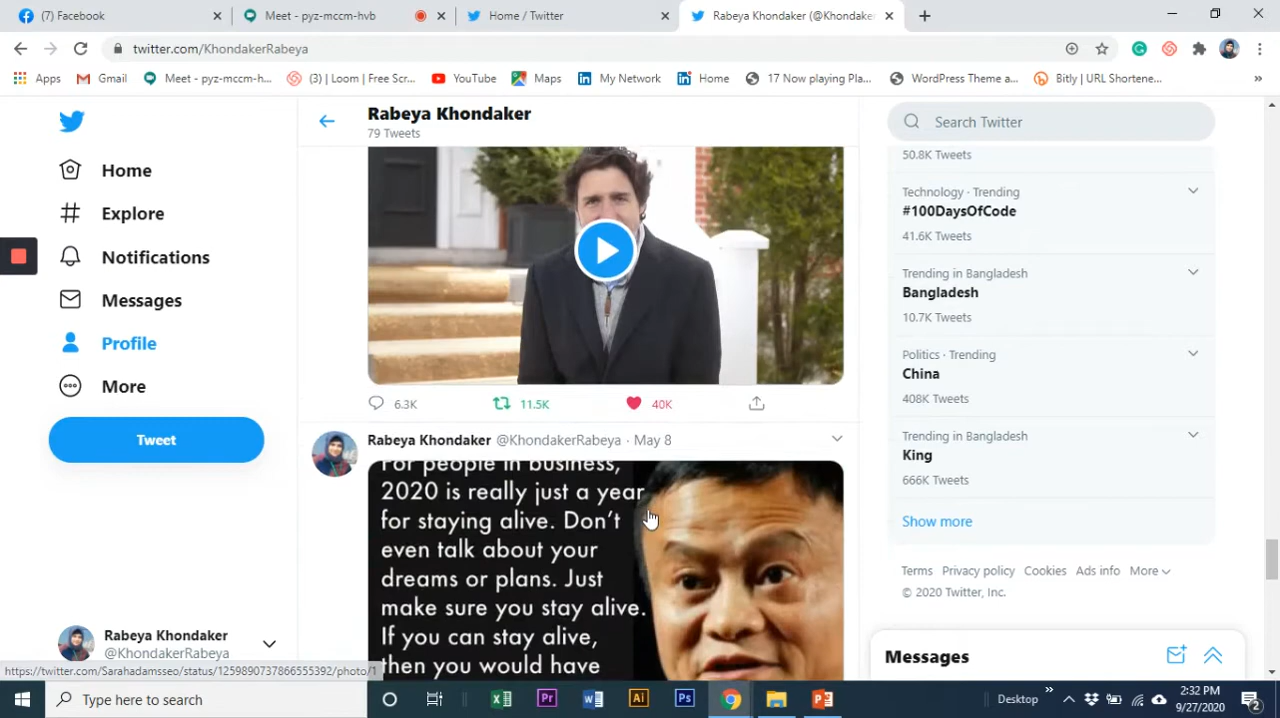 (7) Facebook
Meet - pyz-mccm-hvb
Home / Twitter
Rabeya Khondaker (@Khondake
twitter.com/KhondakerRabeya
Apps
Gmail
Meet - pyz-mccm-h...
(3) | Loom | Free Scr...
YouTube
Maps
My Network
Home
17 Now playing Pla...
WordPress Theme a...
Bitly | URL Shortene...
»
Home
Explore
Notifications
Messages
Profile
More
Tweet
Rabeya Khondaker
@KhondakerRabeya
Rabeya Khondaker
79 Tweets
6.3K
11.5K
40K
Rabeya Khondaker @KhondakerRabeya · May 8
For people in business,
2020 is really just a year
for staying alive. Don't
even talk about your
dreams or plans. Just
make sure you stay alive.
If you can stay alive,
then you would have
Search Twitter
50.8K Tweets
Technology · Trending
#100DaysOfCode
41.6K Tweets
Trending in Bangladesh
Bangladesh
10.7K Tweets
Politics · Trending
China
408K Tweets
Trending in Bangladesh
King
666K Tweets
Show more
Terms Privacy policy Cookies Ads info More
© 2020 Twitter, Inc.
Messages
https://twitter.com/Sarahadamsseo/status/1259890737866555392/photo/1
Type here to search
Desktop
»
2:32 PM
9/27/2020
2